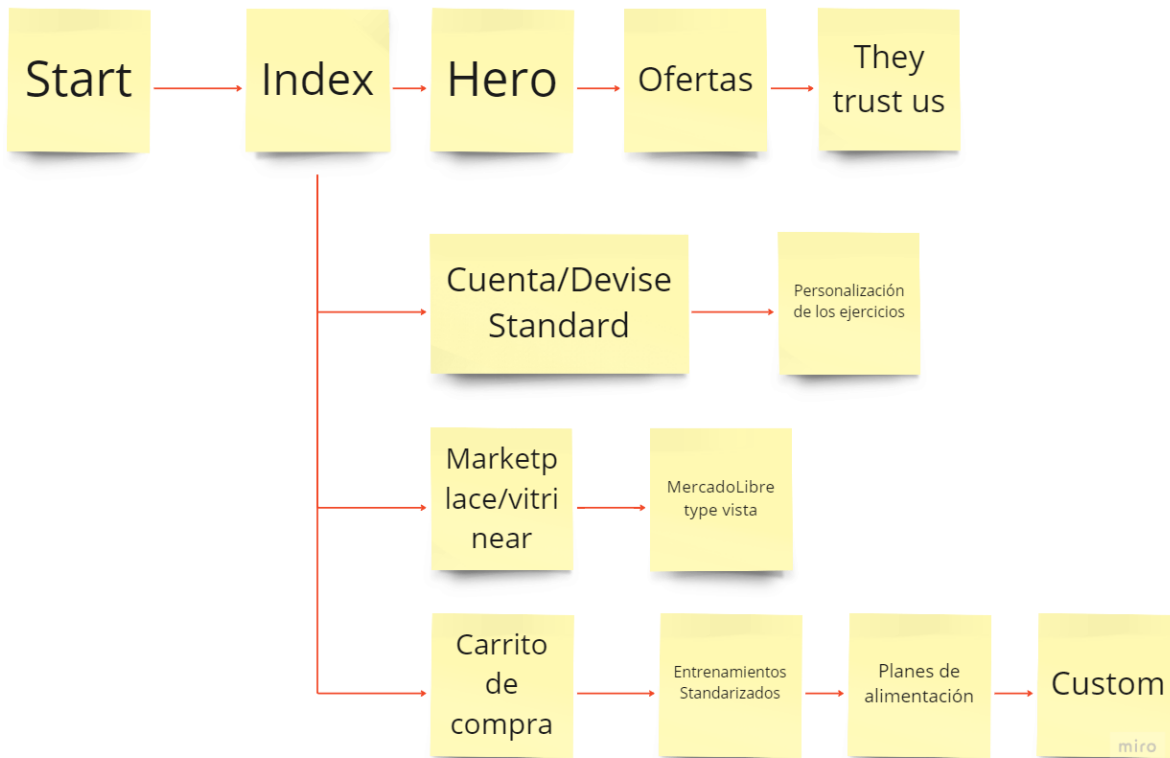 Start
Index
Hero
Ofertas
They
trust us
Cuenta/Devise
Standard
Personalización
de los ejercicios
Marketp
lace/vitri
near
MercadoLibre
type vista
Carrito
de
compra
Entrenamientos
Standarizados
Planes de
alimentación
Custom
miro